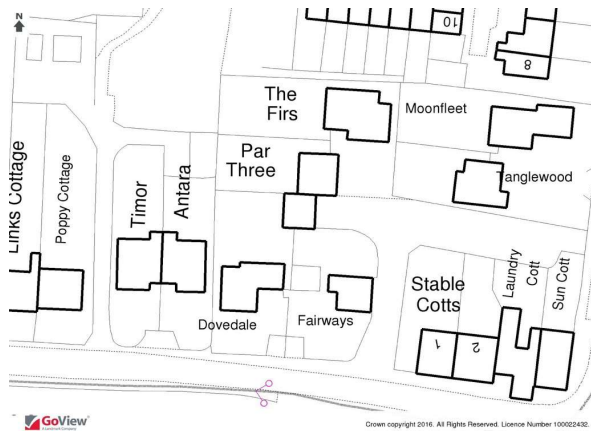 N
10
8
The
Firs
Moonfleet
Par
Three
Tanglewood
Links Cottage
Poppy Cottage
Timor
Antara
Stable
Cotts
Laundry
Cott
Sun Cott
Dovedale
Fairways
1
2
GoView
Crown copyright 2016. All Rights Reserved. Licence Number 100022432.